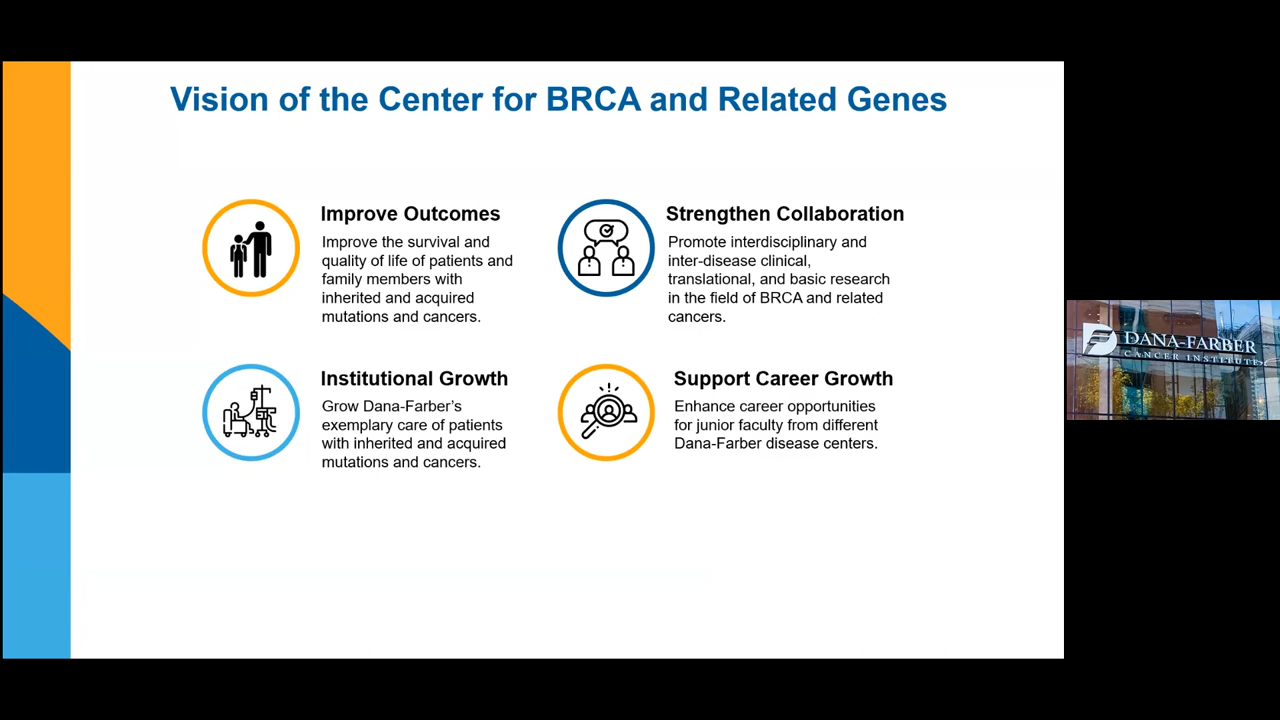 Vision of the Center for BRCA and Related Genes
Improve Outcomes
Improve the survival and
quality of life of patients and
family members with
inherited and acquired
mutations and cancers.
Strengthen Collaboration
Promote interdisciplinary and
inter-disease clinical,
translational, and basic research
in the field of BRCA and related
cancers.
Institutional Growth
Grow Dana-Farber’s
exemplary care of patients
with inherited and acquired
mutations and cancers.
Support Career Growth
Enhance career opportunities
for junior faculty from different
Dana-Farber disease centers.
DANA-FARBER
CANCER INSTITUTE